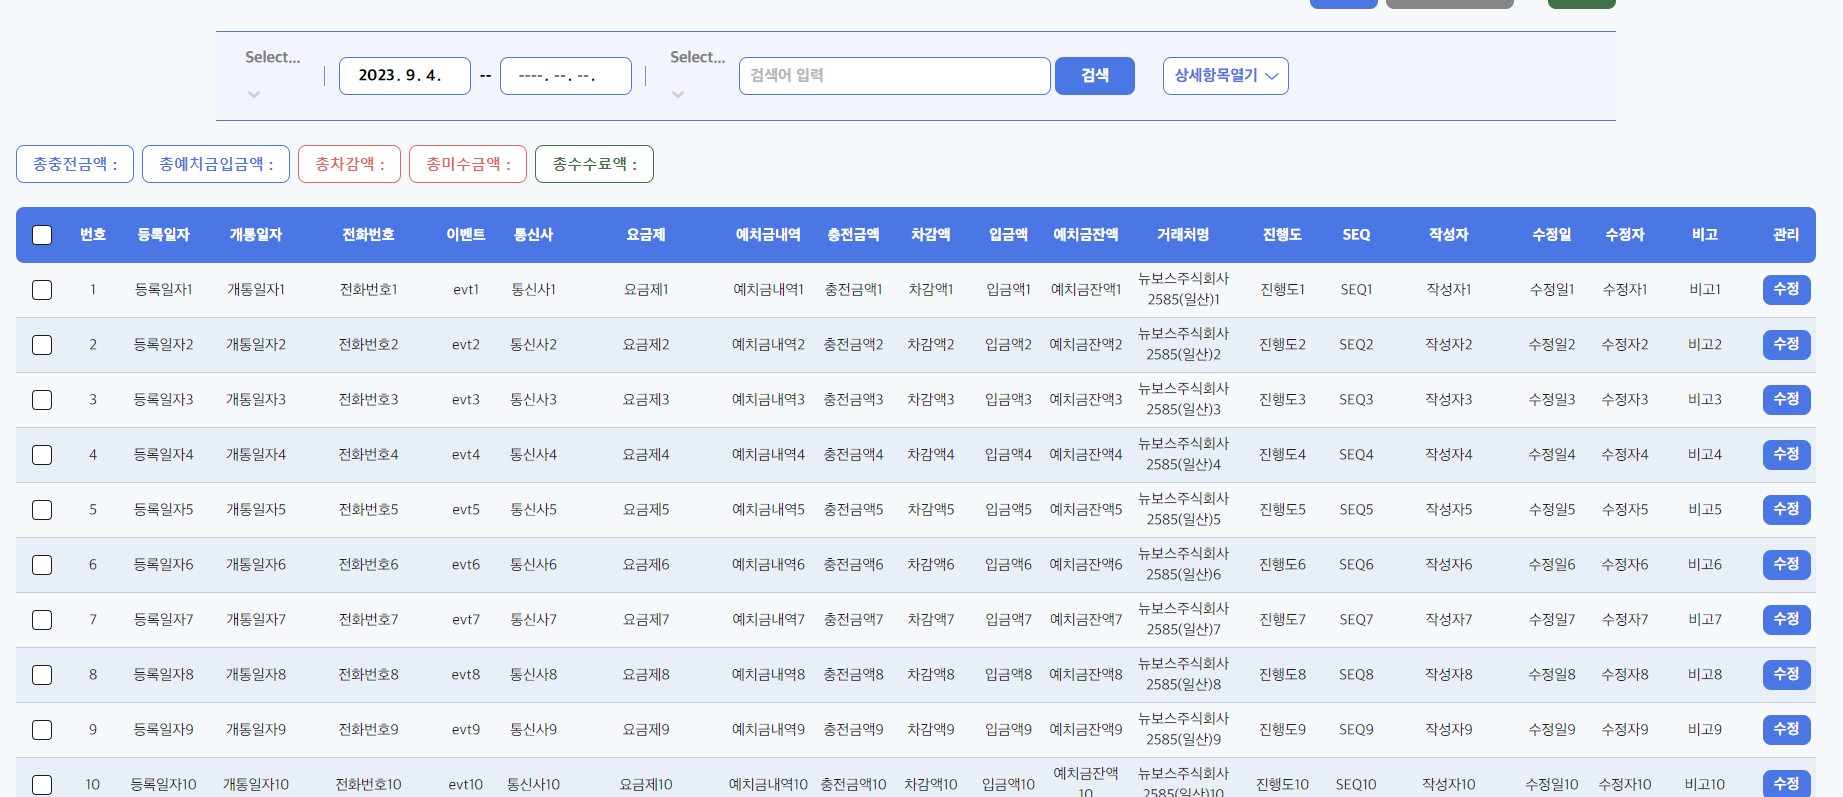 Select...
2023. 9. 4.
--
----. --. --.
Select...
검색어 입력
검색
상세항목열기
총충전금액 :
총예치금입금액 :
총차감액 :
총미수금액 :
총수수료액 :
번호 등록일자 개통일자 전화번호 이벤트 통신사 요금제 예치금내역 충전금액 차감액 입금액 예치금잔액 거래처명 진행도 SEQ 작성자 수정일 수정자 비고 관리
1 등록일자1 개통일자1 전화번호1 evt1 통신사1 요금제1 예치금내역1 충전금액1 차감액1 입금액1 예치금잔액1 뉴보스주식회사
2585(일산)1 진행도1 SEQ1 작성자1 수정일1 수정자1 비고1 수정
2 등록일자2 개통일자2 전화번호2 evt2 통신사2 요금제2 예치금내역2 충전금액2 차감액2 입금액2 예치금잔액2 뉴보스주식회사
2585(일산)2 진행도2 SEQ2 작성자2 수정일2 수정자2 비고2 수정
3 등록일자3 개통일자3 전화번호3 evt3 통신사3 요금제3 예치금내역3 충전금액3 차감액3 입금액3 예치금잔액3 뉴보스주식회사
2585(일산)3 진행도3 SEQ3 작성자3 수정일3 수정자3 비고3 수정
4 등록일자4 개통일자4 전화번호4 evt4 통신사4 요금제4 예치금내역4 충전금액4 차감액4 입금액4 예치금잔액4 뉴보스주식회사
2585(일산)4 진행도4 SEQ4 작성자4 수정일4 수정자4 비고4 수정
5 등록일자5 개통일자5 전화번호5 evt5 통신사5 요금제5 예치금내역5 충전금액5 차감액5 입금액5 예치금잔액5 뉴보스주식회사
2585(일산)5 진행도5 SEQ5 작성자5 수정일5 수정자5 비고5 수정
6 등록일자6 개통일자6 전화번호6 evt6 통신사6 요금제6 예치금내역6 충전금액6 차감액6 입금액6 예치금잔액6 뉴보스주식회사
2585(일산)6 진행도6 SEQ6 작성자6 수정일6 수정자6 비고6 수정
7 등록일자7 개통일자7 전화번호7 evt7 통신사7 요금제7 예치금내역7 충전금액7 차감액7 입금액7 예치금잔액7 뉴보스주식회사
2585(일산)7 진행도7 SEQ7 작성자7 수정일7 수정자7 비고7 수정
8 등록일자8 개통일자8 전화번호8 evt8 통신사8 요금제8 예치금내역8 충전금액8 차감액8 입금액8 예치금잔액8 뉴보스주식회사
2585(일산)8 진행도8 SEQ8 작성자8 수정일8 수정자8 비고8 수정
9 등록일자9 개통일자9 전화번호9 evt9 통신사9 요금제9 예치금내역9 충전금액9 차감액9 입금액9 예치금잔액9 뉴보스주식회사
2585(일산)9 진행도9 SEQ9 작성자9 수정일9 수정자9 비고9 수정
10 등록일자10 개통일자10 전화번호10 evt10 통신사10 요금제10 예치금내역10 충전금액10 차감액10 입금액10 예치금잔액
10 뉴보스주식회사
2585(일산)10 진행도10 SEQ10 작성자10 수정일10 수정자10 비고10 수정